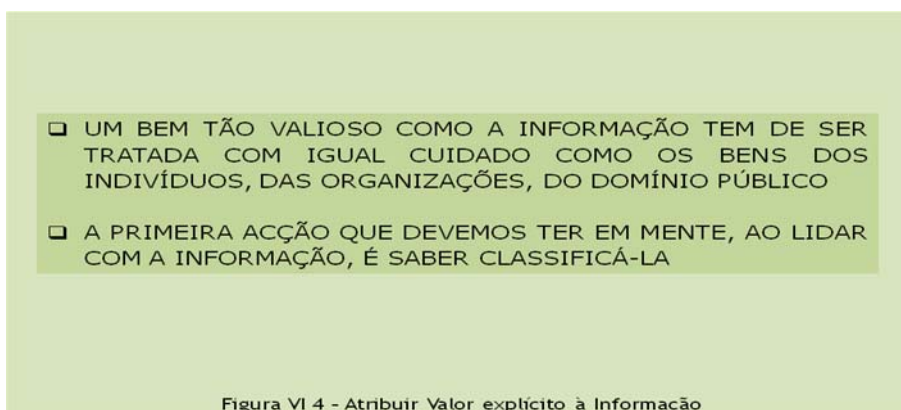 ❑ UM BEM TÃO VALIOSO COMO A INFORMAÇÃO TEM DE SER
TRATADA COM IGUAL CUIDADO COMO OS BENS DOS
INDIVÍDUOS, DAS ORGANIZAÇÕES, DO DOMÍNIO PÚBLICO
❑ A PRIMEIRA ACÇÃO QUE DEVEMOS TER EM MENTE, AO LIDAR
COM A INFORMAÇÃO, É SABER CLASSIFICÁ-LA
Figura VI 4 - Atribuir Valor explícito à Informação